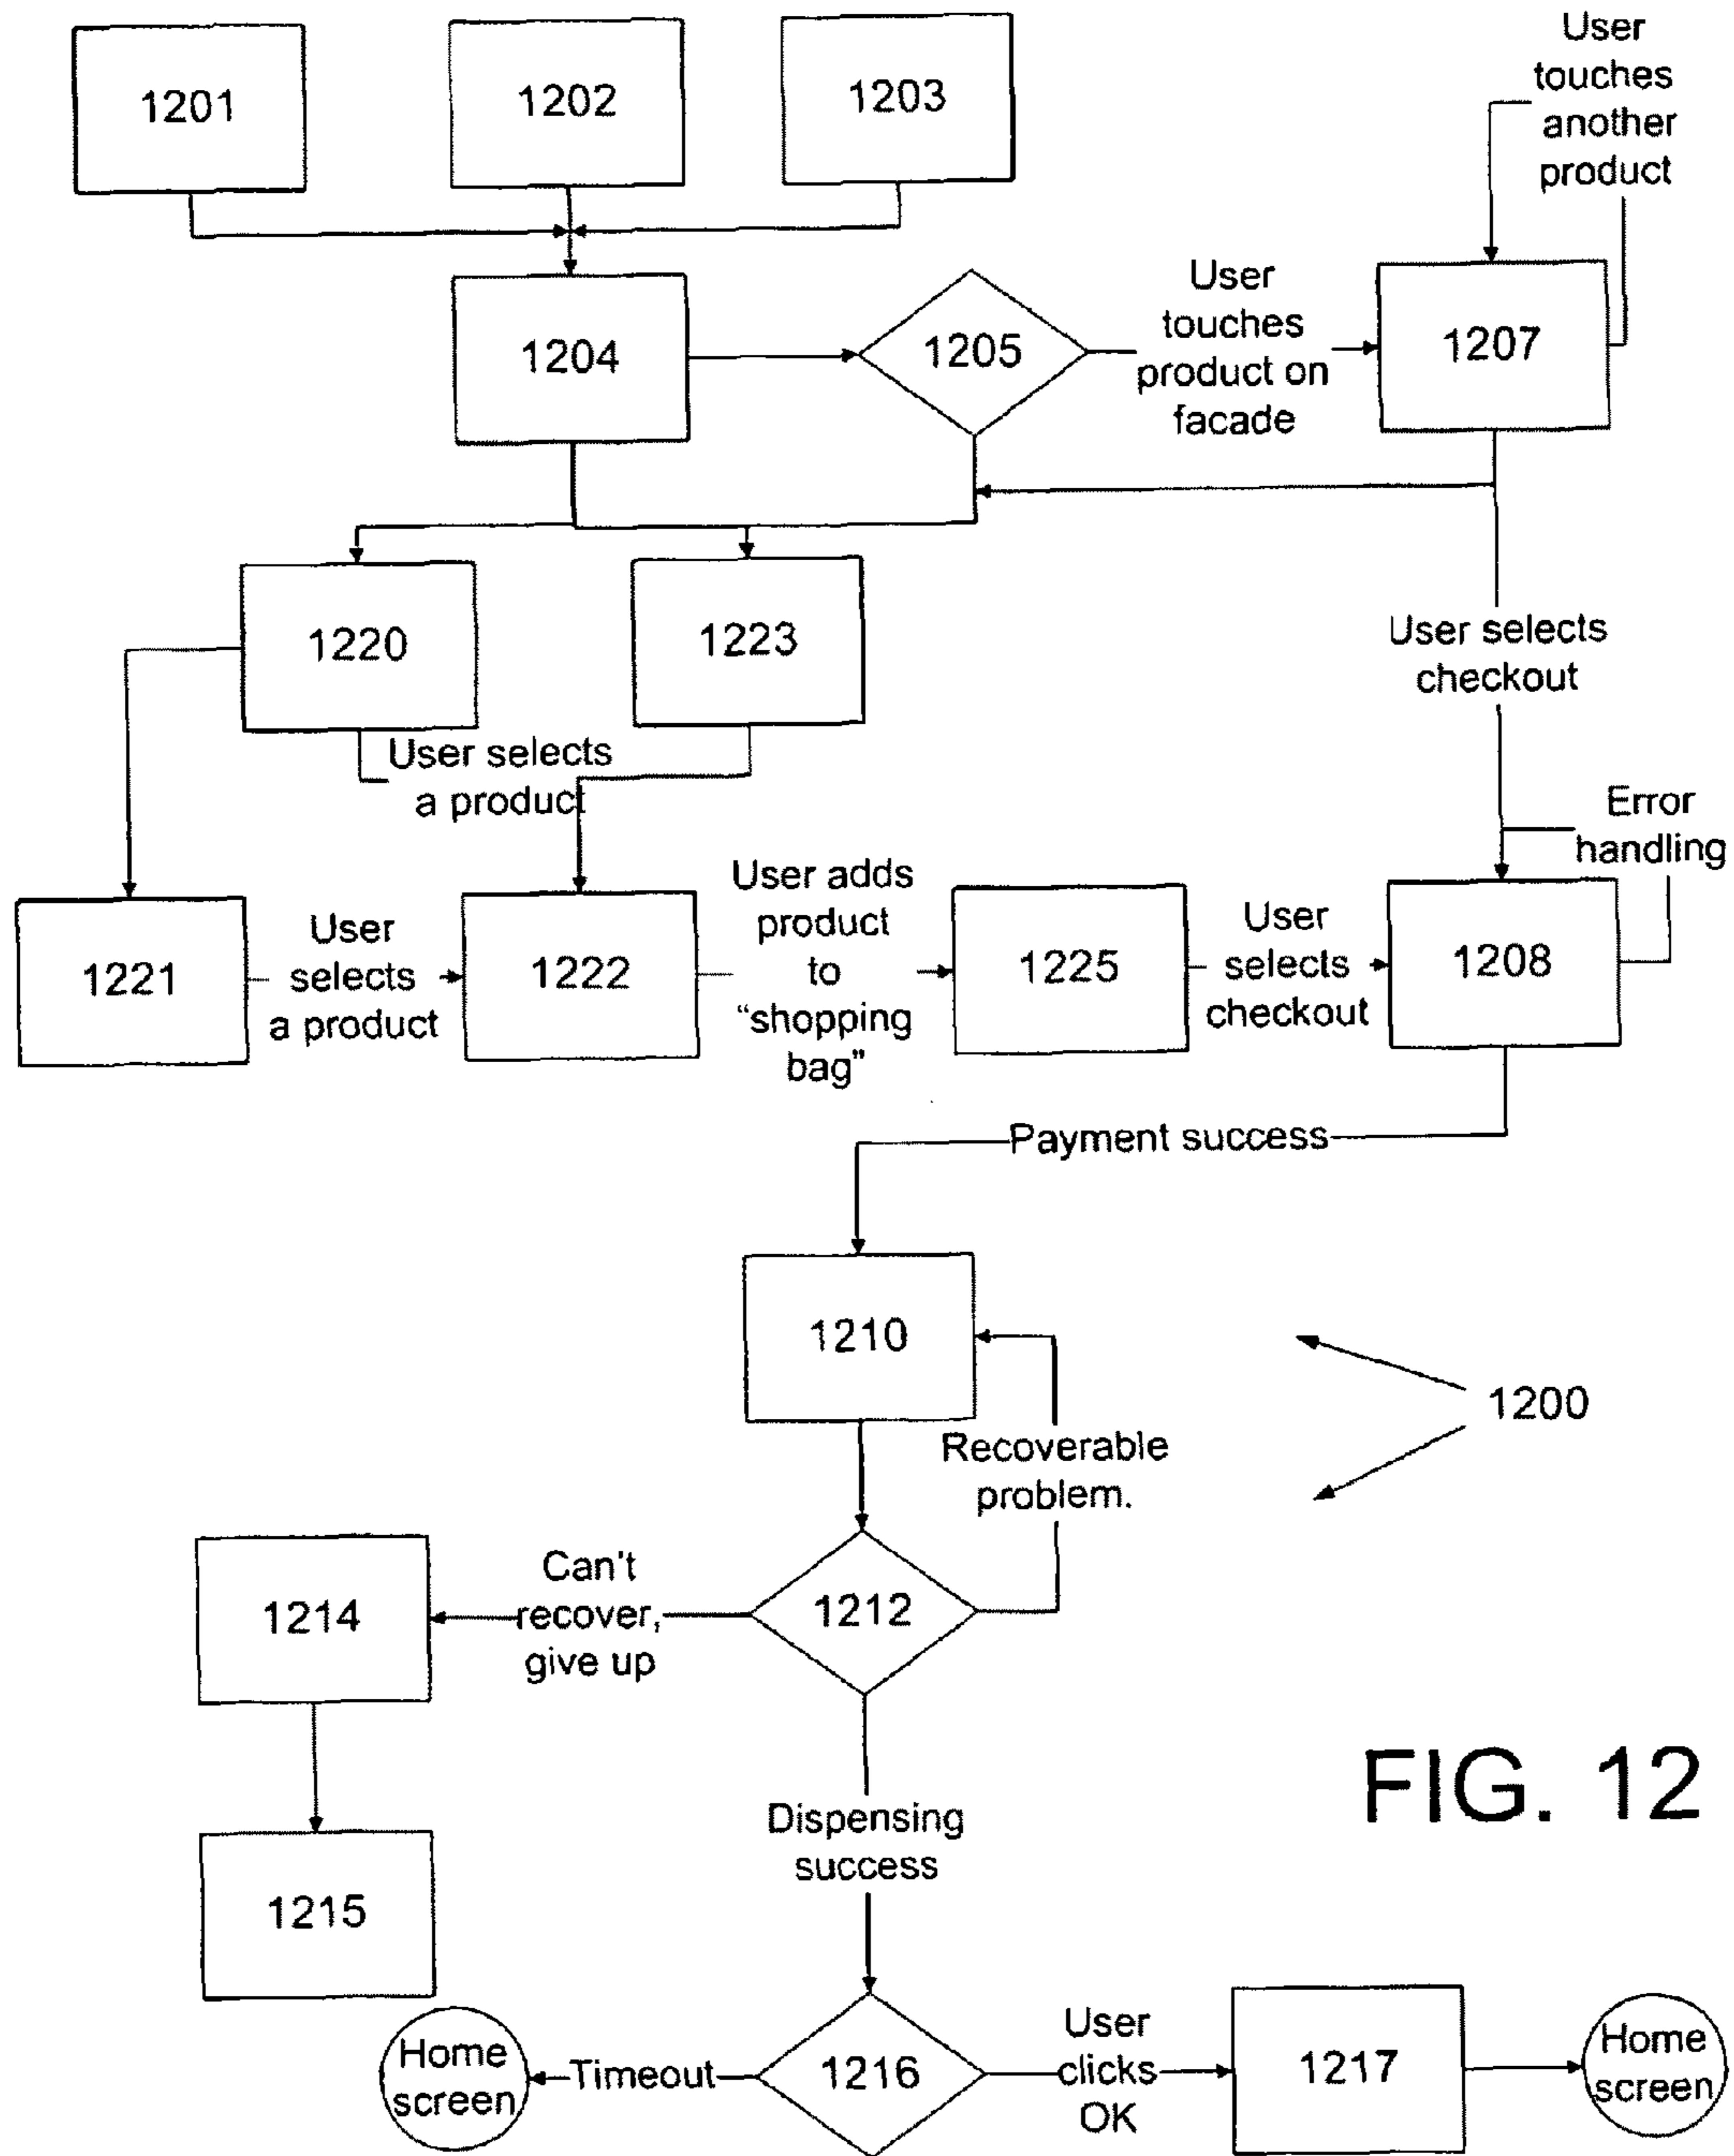 1201
1202
1203
User
touches
another
product
1204
1205
User
touches
product on
facade
1207
1220
1223
User selects
checkout
User selects
a product
Error
handling
1221
User
selects
a product
1222
User adds
product
to
“shopping
bag”
1225
User
selects
checkout
1208
Payment success
1210
1200
Recoverable
problem.
1214
Can't
recover,
give up
1212
Dispensing
success
1215
FIG. 12
Home
screen
Timeout
1216
User
clicks
OK
1217
Home
screen